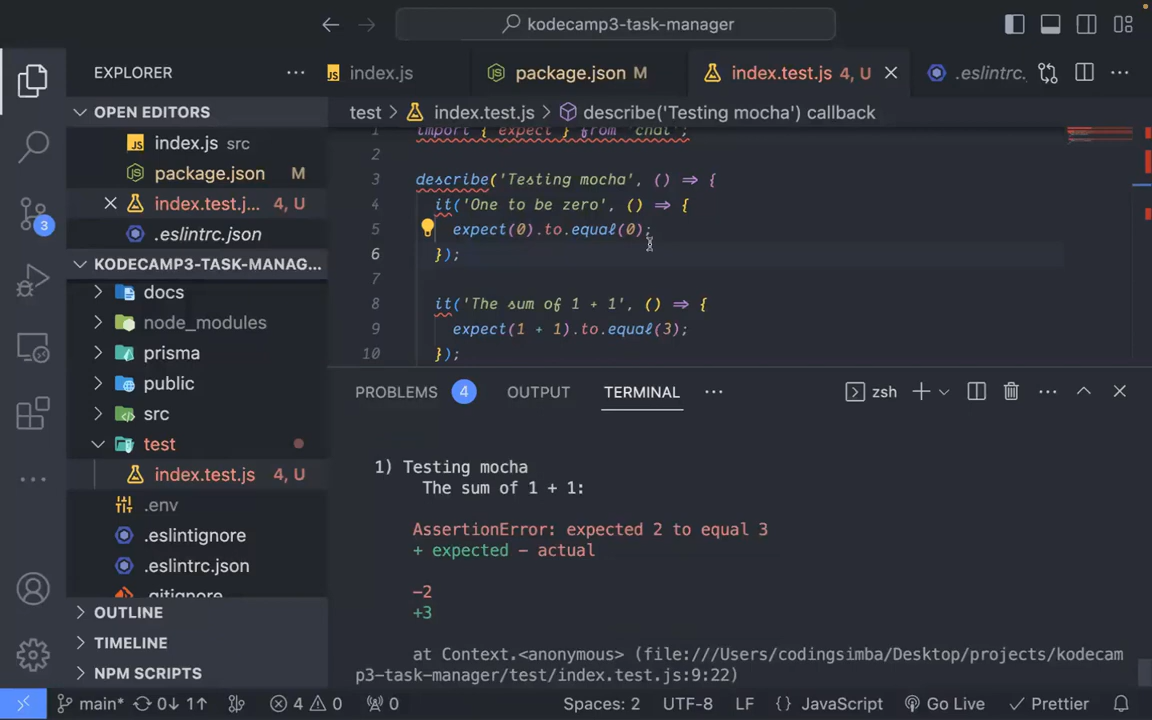 kodecamp3-task-manager
EXPLORER
index.js
package.json M
index.test.js 4, U
.eslintrc.
OPEN EDITORS
index.js src
package.json M
index.test.j... 4, U
.eslintrc.json
test > index.test.js > describe('Testing mocha') callback
1 import { expect } from 'chai';
2
3 describe('Testing mocha', () => {
4 it('One to be zero', () => {
5 expect(0).to.equal(0);
6 });
7
8 it('The sum of 1 + 1', () => {
9 expect(1 + 1).to.equal(3);
10 });
3
KODECAMP3-TASK-MANAG...
docs
node_modules
prisma
public
src
test
index.test.js 4, U
.env
.eslintignore
.eslintrc.json
.gitignore
OUTLINE
TIMELINE
NPM SCRIPTS
PROBLEMS 4 OUTPUT TERMINAL ... zsh
1) Testing mocha
The sum of 1 + 1:
AssertionError: expected 2 to equal 3
+ expected - actual
-2
+3
at Context.<anonymous> (file:///Users/codingsimba/Desktop/projects/kodecam
p3-task-manager/test/index.test.js:9:22)
main* 0↓ 1↑ 4 0 0 Spaces: 2 UTF-8 LF {} JavaScript Go Live Prettier